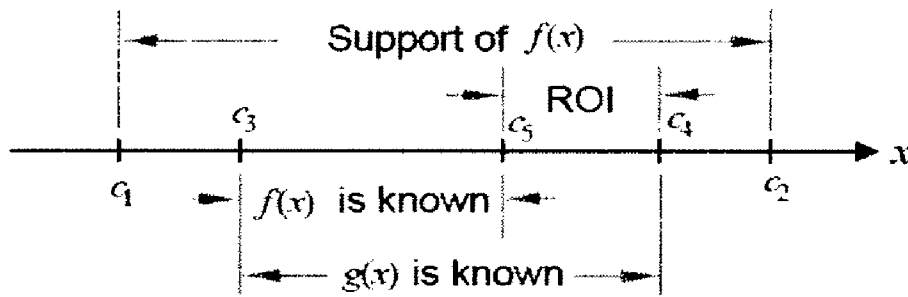 Support of f(x)
ROI
c3
c5
c4
x
c1
f(x) is known
c2
g(x) is known